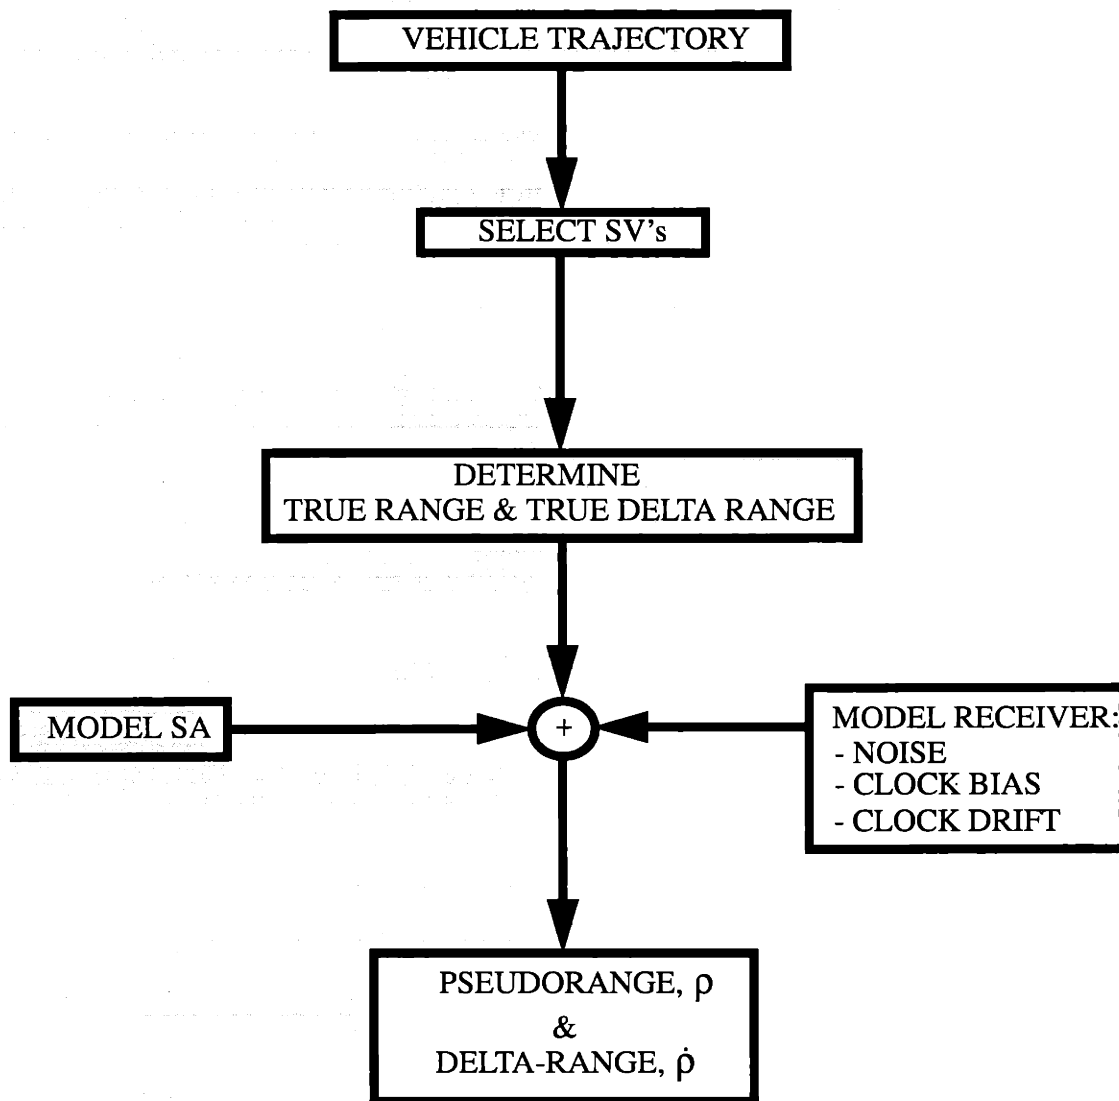 VEHICLE TRAJECTORY
SELECT SV's
DETERMINE
TRUE RANGE & TRUE DELTA RANGE
MODEL SA
+
MODEL RECEIVER:
- NOISE
- CLOCK BIAS
- CLOCK DRIFT
PSEUDORANGE, ρ
&
DELTA-RANGE, ρ̇